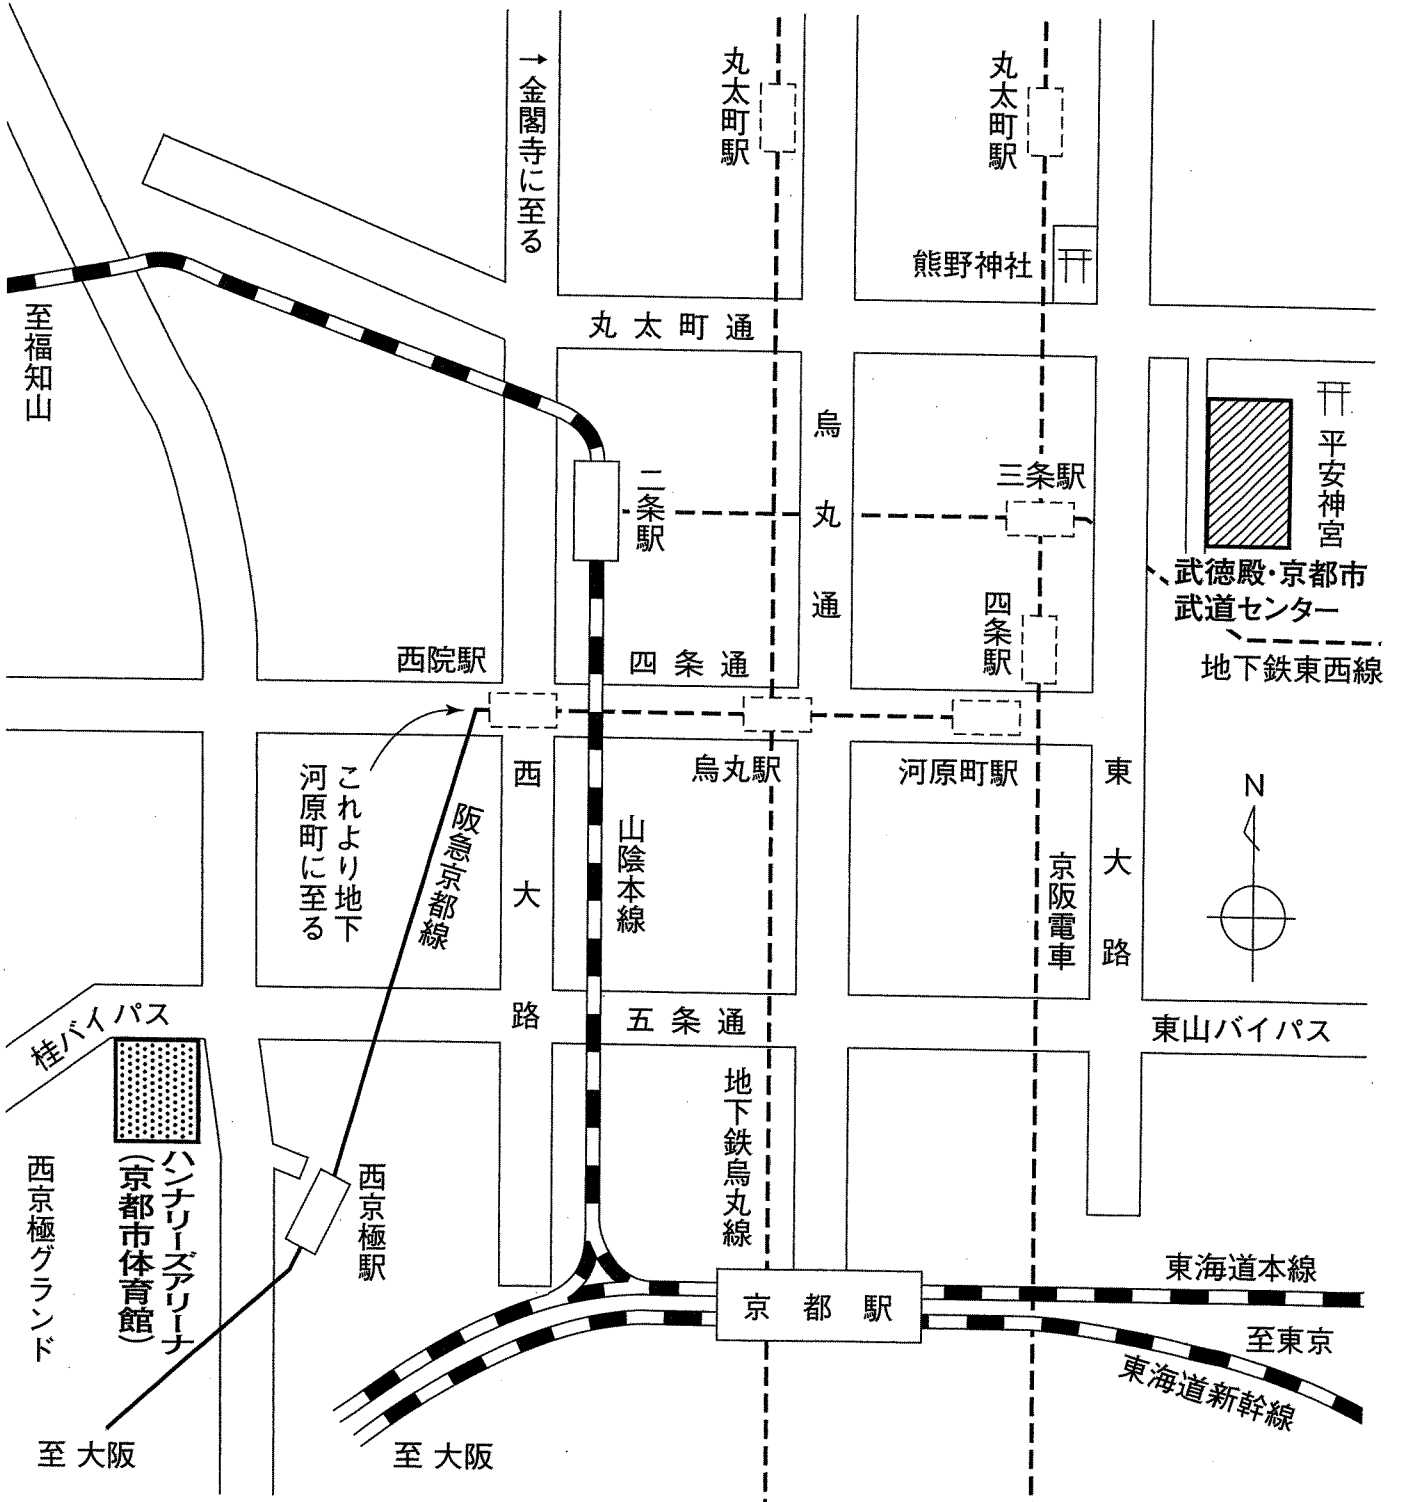 →金閣寺に至る
丸太町駅
丸太町駅
熊野神社
至福知山
丸太町通
烏丸通
平安神宮
三条駅
二条駅
武徳殿・京都市
武道センター
四条駅
西院駅
四条通
地下鉄東西線
烏丸駅
河原町駅
これより地下
河原町に至る
阪急京都線
西大路
山陰本線
京阪電車
東大路
N
桂バイパス
五条通
東山バイパス
地下鉄烏丸線
ハンナリーズアリーナ
（京都市体育館）
西京極グランド
西京極駅
京都駅
東海道本線
至東京
東海道新幹線
至大阪
至大阪